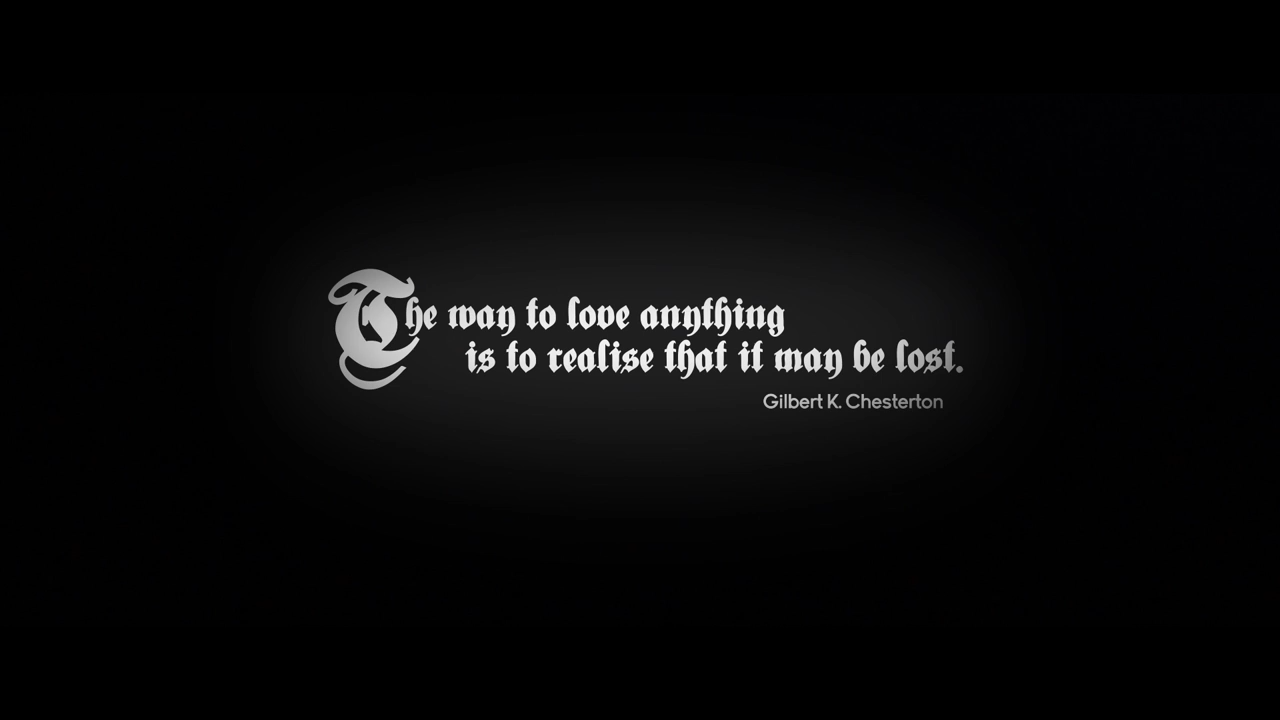 The way to love anything
is to realise that it may be lost.
Gilbert K. Chesterton